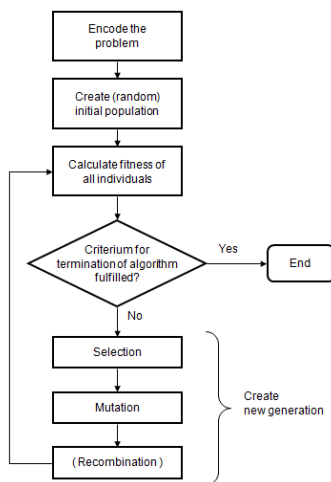 Encode the
problem
Create (random)
initial population
Calculate fitness of
all individuals
Criterium for
termination of algorithm
fulfilled?
Yes
End
No
Selection
Mutation
( Recombination )
Create
new generation